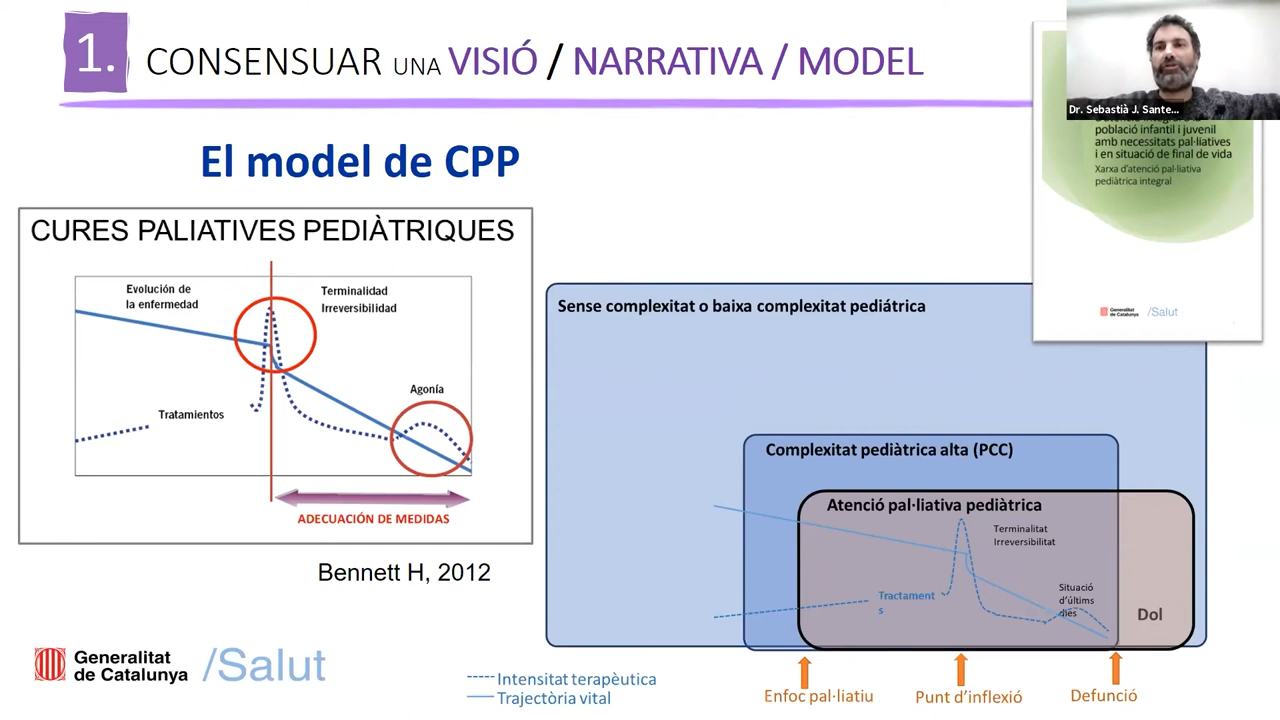 1. CONSENSUAR UNA VISIÓ / NARRATIVA / MODEL
Dr. Sebastià J. Sante...
població infantil i juvenil
amb necessitats pal·liatives
i en situació de final de vida
Xarxa d'atenció pal·liativa
pediàtrica integral
Generalitat
de Catalunya
/Salut
El model de CPP
CURES PALIATIVES PEDIÀTRIQUES
Evolución de
la enfermedad
Terminalidad
Irreversibilidad
Agonía
Tratamientos
ADECUACIÓN DE MEDIDAS
Bennett H, 2012
Sense complexitat o baixa complexitat pediátrica
Complexitat pediàtrica alta (PCC)
Atenció pal·liativa pediàtrica
Terminalitat
Irreversibilitat
Tractament
s
Situació
d'últims
dies
Dol
Intensitat terapèutica
Trajectòria vital
Enfoc pal·liatiu
Punt d'inflexió
Defunció
Generalitat
de Catalunya
/Salut